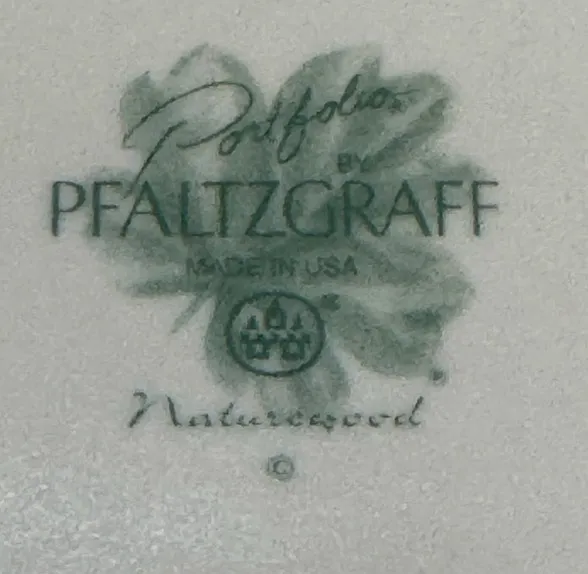 Portfolio
BY
PFALTZGRAFF
MADE IN USA
Naturewood
©